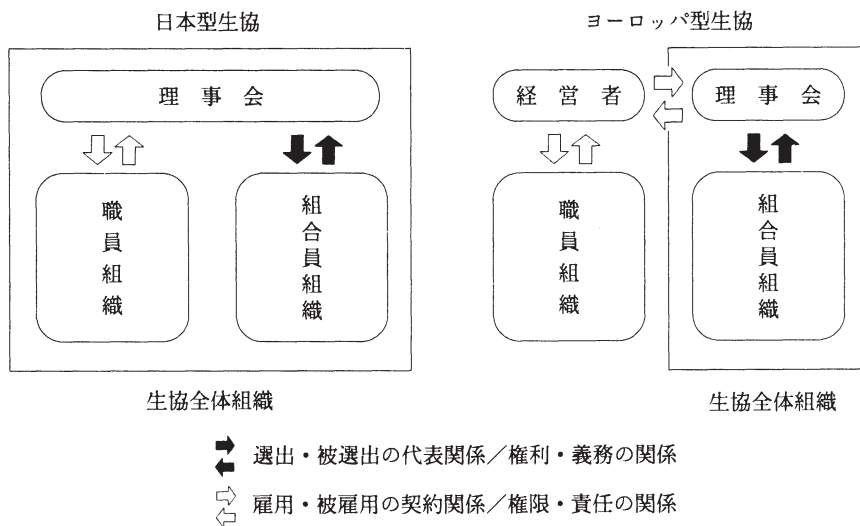 日本型生協
理事会
職員組織
組合員組織
生協全体組織
ヨーロッパ型生協
経営者
理事会
職員組織
組合員組織
生協全体組織
選出・被選出の代表関係／権利・義務の関係
雇用・被雇用の契約関係／権限・責任の関係